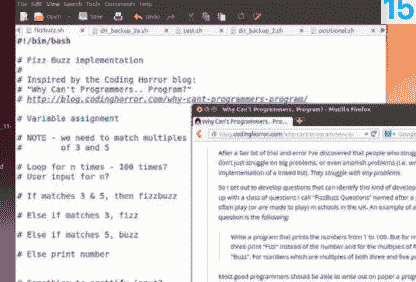 File Edit View Search Tools Documents Help
Open Save Undo
fizzbuzz.sh dir_backup_2a.sh test.sh dir_backup_2.sh positional.sh
15
#!/bin/bash
# Fizz Buzz implementation
#
# Inspired by the Coding Horror blog:
# "Why Can't Programmers.. Program?"
# http://blog.codinghorror.com/why-cant-programmers-program/
# Variable assignemt
# NOTE - we need to match multiples
# of 3 and 5
# Loop for n times - 100 times?
# User input for n?
# If matches 3 & 5, then fizzbuzz
# Else if matches 3, fizz
# Else if matches 5, buzz
# Else print number
Why Can't Programmers.. Program? - Mozilla Firefox
Why Can't Programmers.. Pro...
blog.codinghorror.com/why-cant-programmers-program
After a fair bit of trial and error I've discovered that people who strugg
Don't just struggle on big problems, or even smallish problems (i.e. wri
implementation of a linked list). They struggle with tiny problems.
So I set out to develop questions that can identify this kind of develop
up with a class of questions I call "FizzBuzz Questions" named after a g
often play (or are made to play) in schools in the UK. An example of a
question is the following:
Write a program that prints the numbers from 1 to 100. But for m
three print "Fizz" instead of the number and for the multiples of f
"Buzz". For numbers which are multiples of both three and five p
Most good programmers should be able to write out on paper a prog